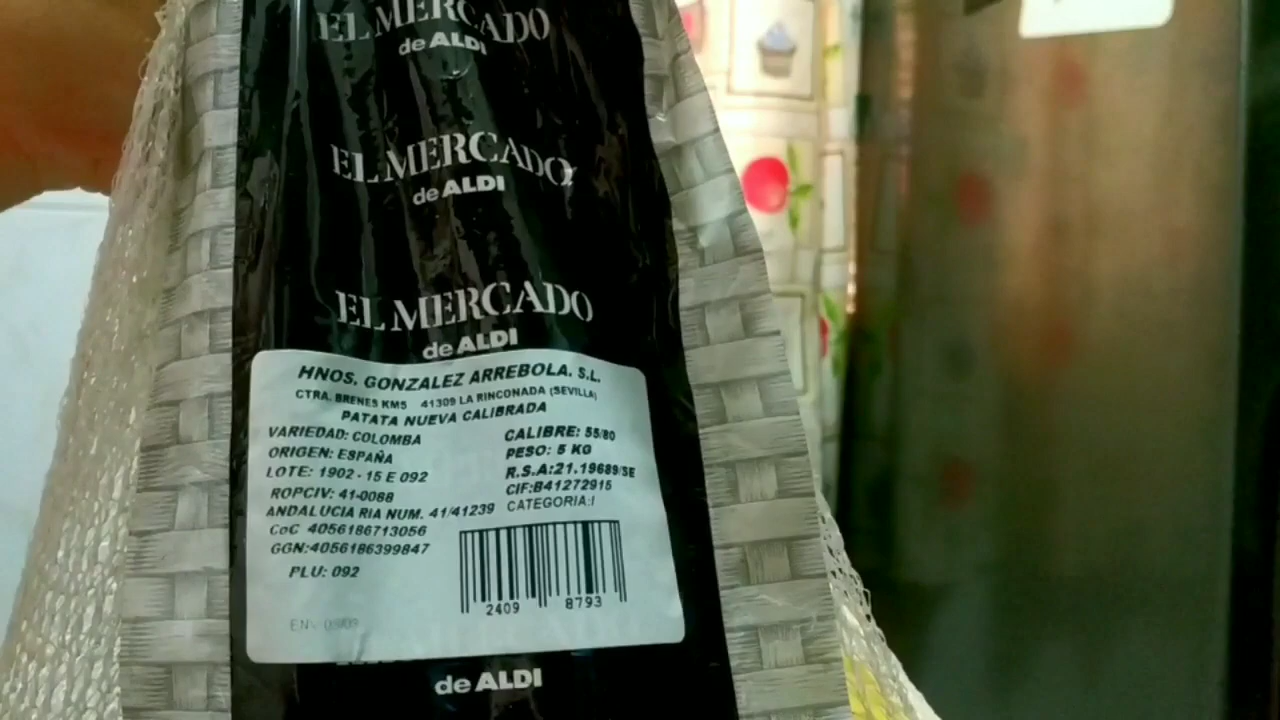 EL MERCADO
de ALDI
EL MERCADO
de ALDI
EL MERCADO
de ALDI
HNOS. GONZALEZ ARREBOLA. S.L.
CTRA. BRENES KM5 41309 LA RINCONADA (SEVILLA)
PATATA NUEVA CALIBRADA
VARIEDAD: COLOMBA
ORIGEN: ESPAÑA
LOTE: 1902 - 15 E 092
ROPCIV: 41-0088
ANDALUCIA RIA NUM. 41/41239
CoC 4056186713056
GGN:4056186399847
PLU: 092
CALIBRE: 55/80
PESO: 5 KG
R.S.A:21.19689/SE
CIF:B41272915
CATEGORIA:I
2409 8793
de ALDI